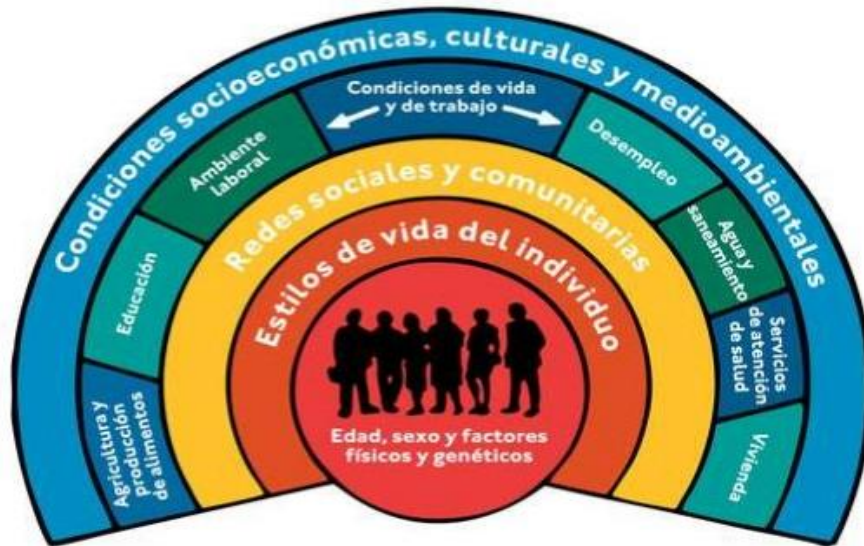 Condiciones socioeconómicas, culturales y medioambientales
Condiciones de vida
y de trabajo
Agricultura y
producción
de alimentos
Educación
Ambiente
laboral
Desempleo
Agua y
saneamiento
Servicios
de atención
de salud
Vivienda
Redes sociales y comunitarias
Estilos de vida del individuo
Edad, sexo y factores
físicos y genéticos